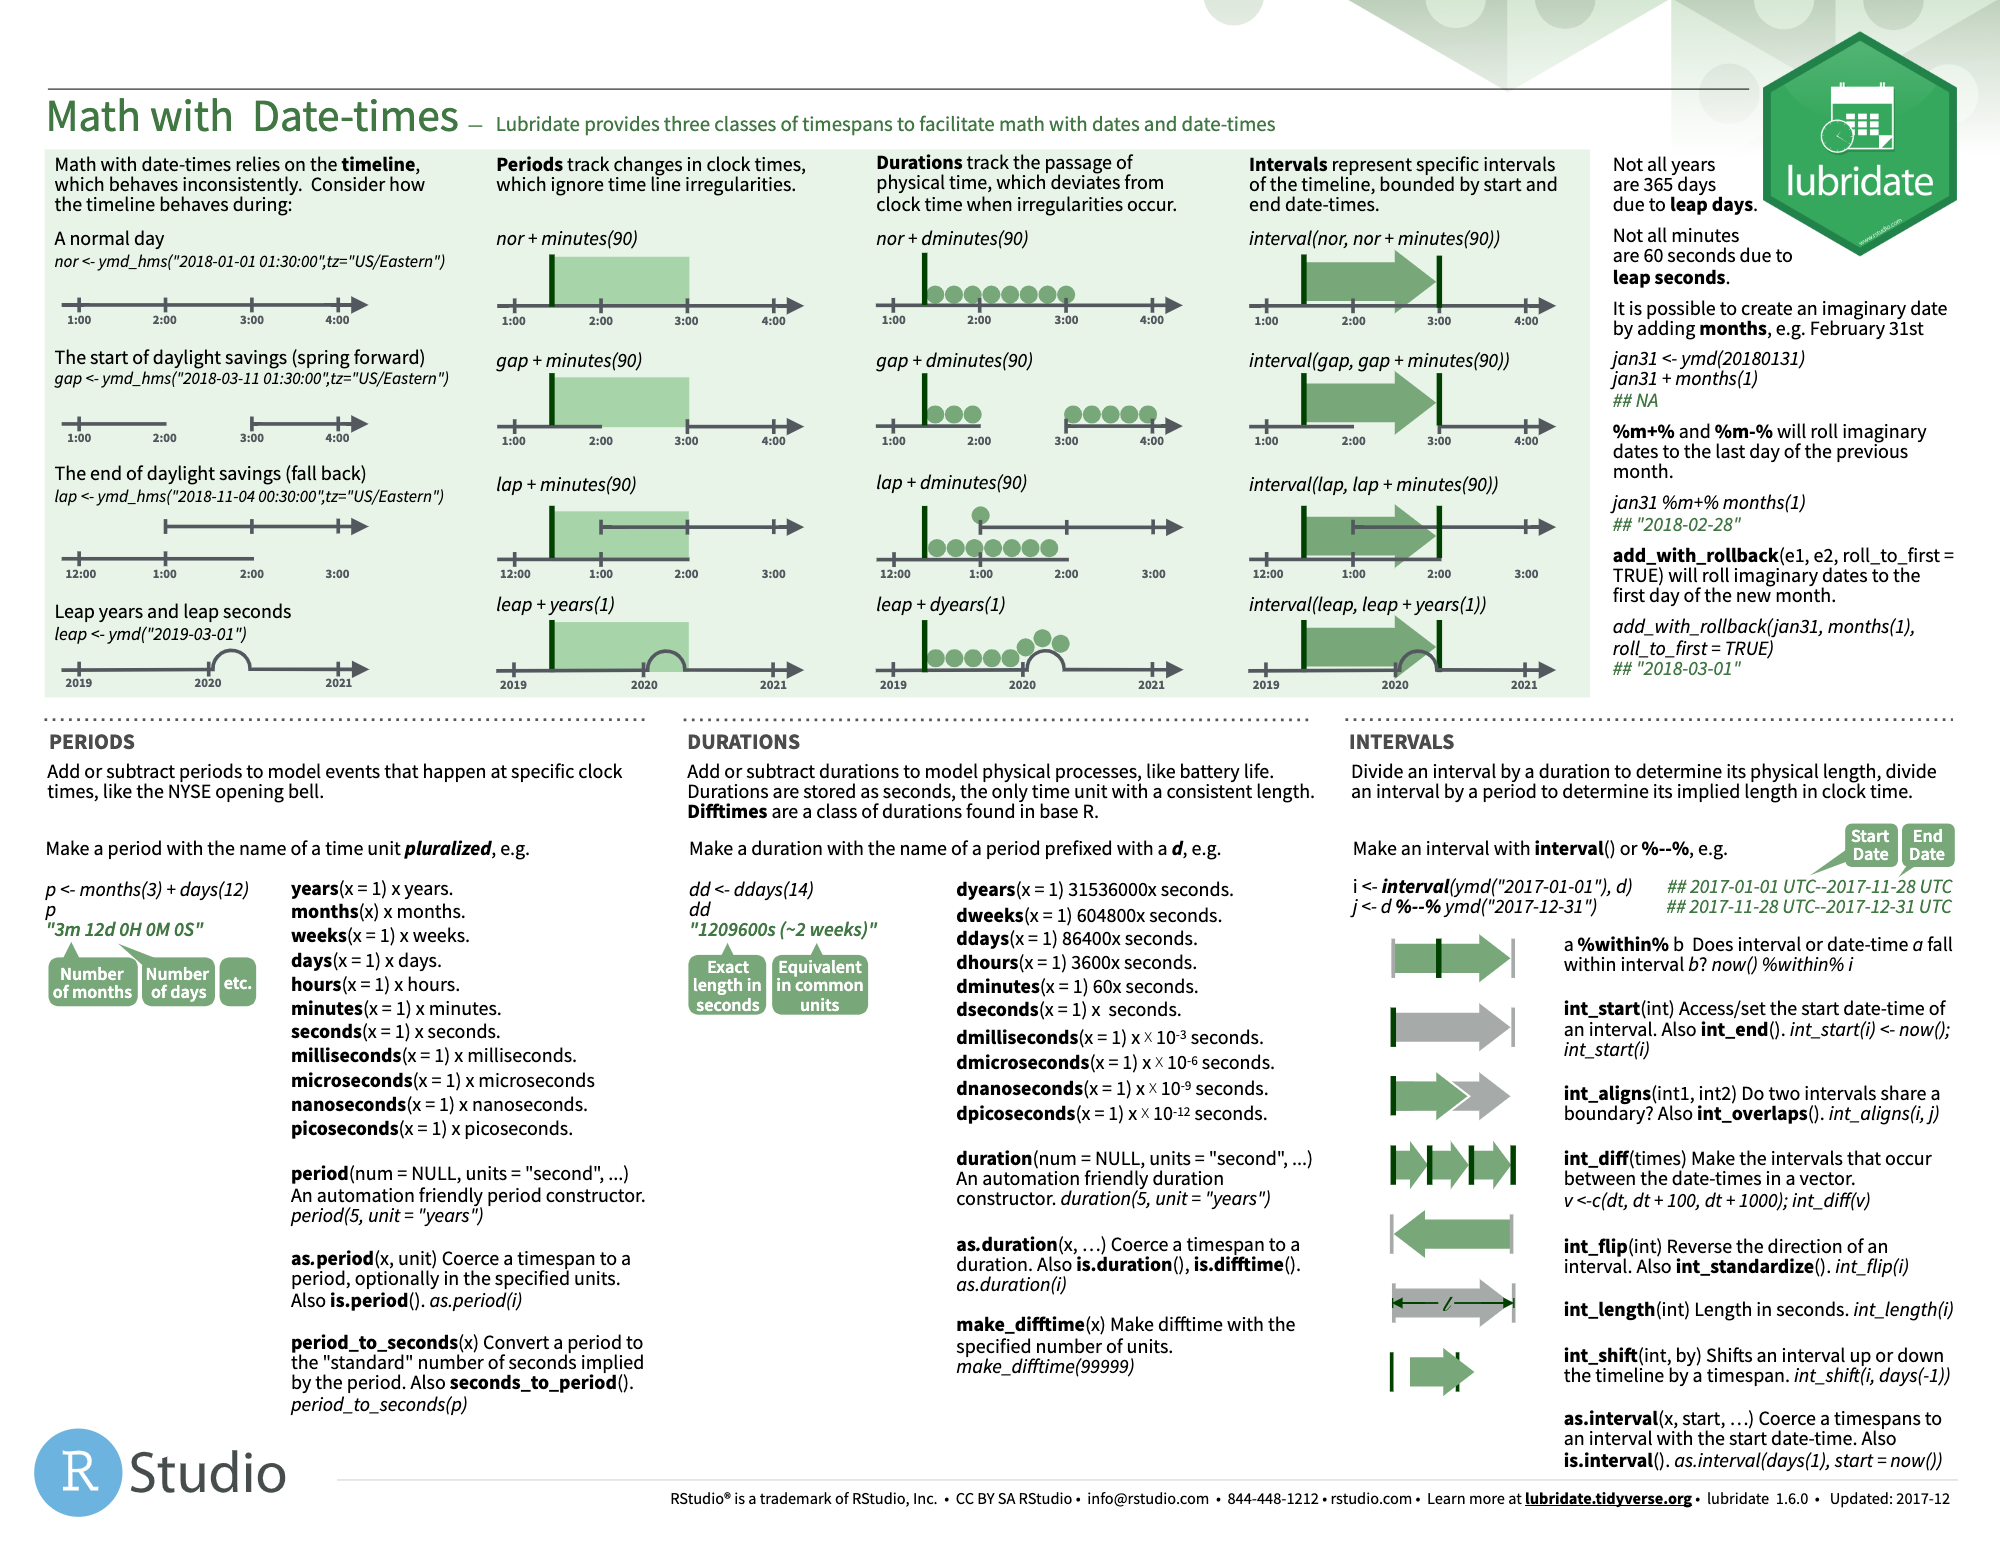 lubridate
www.rstudio.com
Math with Date-times – Lubridate provides three classes of timespans to facilitate math with dates and date-times
Math with date-times relies on the timeline,
which behaves inconsistently. Consider how
the timeline behaves during:
A normal day
nor <- ymd_hms("2018-01-01 01:30:00",tz="US/Eastern")
1:00 2:00 3:00 4:00
The start of daylight savings (spring forward)
gap <- ymd_hms("2018-03-11 01:30:00",tz="US/Eastern")
1:00 2:00 3:00 4:00
The end of daylight savings (fall back)
lap <- ymd_hms("2018-11-04 00:30:00",tz="US/Eastern")
12:00 1:00 2:00 3:00
Leap years and leap seconds
leap <- ymd("2019-03-01")
2019 2020 2021
Periods track changes in clock times,
which ignore time line irregularities.
nor + minutes(90)
1:00 2:00 3:00 4:00
gap + minutes(90)
1:00 2:00 3:00 4:00
lap + minutes(90)
12:00 1:00 2:00 3:00
leap + years(1)
2019 2020 2021
Durations track the passage of
physical time, which deviates from
clock time when irregularities occur.
nor + dminutes(90)
1:00 2:00 3:00 4:00
gap + dminutes(90)
1:00 2:00 3:00 4:00
lap + dminutes(90)
12:00 1:00 2:00 3:00
leap + dyears(1)
2019 2020 2021
Intervals represent specific intervals
of the timeline, bounded by start and
end date-times.
interval(nor, nor + minutes(90))
1:00 2:00 3:00 4:00
interval(gap, gap + minutes(90))
1:00 2:00 3:00 4:00
interval(lap, lap + minutes(90))
12:00 1:00 2:00 3:00
interval(leap, leap + years(1))
2019 2020 2021
Not all years
are 365 days
due to leap days.
Not all minutes
are 60 seconds due to
leap seconds.
It is possible to create an imaginary date
by adding months, e.g. February 31st
jan31 <- ymd(20180131)
jan31 + months(1)
## NA
%m+% and %m-% will roll imaginary
dates to the last day of the previous
month.
jan31 %m+% months(1)
## "2018-02-28"
add_with_rollback(e1, e2, roll_to_first =
TRUE) will roll imaginary dates to the
first day of the new month.
add_with_rollback(jan31, months(1),
roll_to_first = TRUE)
## "2018-03-01"
PERIODS
Add or subtract periods to model events that happen at specific clock
times, like the NYSE opening bell.
Make a period with the name of a time unit pluralized, e.g.
p <- months(3) + days(12)
p
"3m 12d 0H 0M 0S"
Number
of months
Number
of days
etc.
years(x = 1) x years.
months(x) x months.
weeks(x = 1) x weeks.
days(x = 1) x days.
hours(x = 1) x hours.
minutes(x = 1) x minutes.
seconds(x = 1) x seconds.
milliseconds(x = 1) x milliseconds.
microseconds(x = 1) x microseconds
nanoseconds(x = 1) x nanoseconds.
picoseconds(x = 1) x picoseconds.
period(num = NULL, units = "second", ...)
An automation friendly period constructor.
period(5, unit = "years")
as.period(x, unit) Coerce a timespan to a
period, optionally in the specified units.
Also is.period(). as.period(i)
period_to_seconds(x) Convert a period to
the "standard" number of seconds implied
by the period. Also seconds_to_period().
period_to_seconds(p)
DURATIONS
Add or subtract durations to model physical processes, like battery life.
Durations are stored as seconds, the only time unit with a consistent length.
Difftimes are a class of durations found in base R.
Make a duration with the name of a period prefixed with a d, e.g.
dd <- ddays(14)
dd
"1209600s (~2 weeks)"
Exact
length in
seconds
Equivalent
in common
units
dyears(x = 1) 31536000x seconds.
dweeks(x = 1) 604800x seconds.
ddays(x = 1) 86400x seconds.
dhours(x = 1) 3600x seconds.
dminutes(x = 1) 60x seconds.
dseconds(x = 1) x seconds.
dmilliseconds(x = 1) x × 10⁻³ seconds.
dmicroseconds(x = 1) x × 10⁻⁶ seconds.
dnanoseconds(x = 1) x × 10⁻⁹ seconds.
dpicoseconds(x = 1) x × 10⁻¹² seconds.
duration(num = NULL, units = "second", ...)
An automation friendly duration
constructor. duration(5, unit = "years")
as.duration(x, …) Coerce a timespan to a
duration. Also is.duration(), is.difftime().
as.duration(i)
make_difftime(x) Make difftime with the
specified number of units.
make_difftime(99999)
INTERVALS
Divide an interval by a duration to determine its physical length, divide
an interval by a period to determine its implied length in clock time.
Start
Date
End
Date
Make an interval with interval() or %--%, e.g.
i <- interval(ymd("2017-01-01"), d) ## 2017-01-01 UTC--2017-11-28 UTC
j <- d %--% ymd("2017-12-31") ## 2017-11-28 UTC--2017-12-31 UTC
a %within% b Does interval or date-time a fall
within interval b? now() %within% i
int_start(int) Access/set the start date-time of
an interval. Also int_end(). int_start(i) <- now();
int_start(i)
int_aligns(int1, int2) Do two intervals share a
boundary? Also int_overlaps(). int_aligns(i, j)
int_diff(times) Make the intervals that occur
between the date-times in a vector.
v <-c(dt, dt + 100, dt + 1000); int_diff(v)
int_flip(int) Reverse the direction of an
interval. Also int_standardize(). int_flip(i)
l
int_length(int) Length in seconds. int_length(i)
int_shift(int, by) Shifts an interval up or down
the timeline by a timespan. int_shift(i, days(-1))
as.interval(x, start, …) Coerce a timespans to
an interval with the start date-time. Also
is.interval(). as.interval(days(1), start = now())
R Studio
RStudio® is a trademark of RStudio, Inc. • CC BY SA RStudio • info@rstudio.com • 844-448-1212 • rstudio.com • Learn more at lubridate.tidyverse.org • lubridate 1.6.0 • Updated: 2017-12